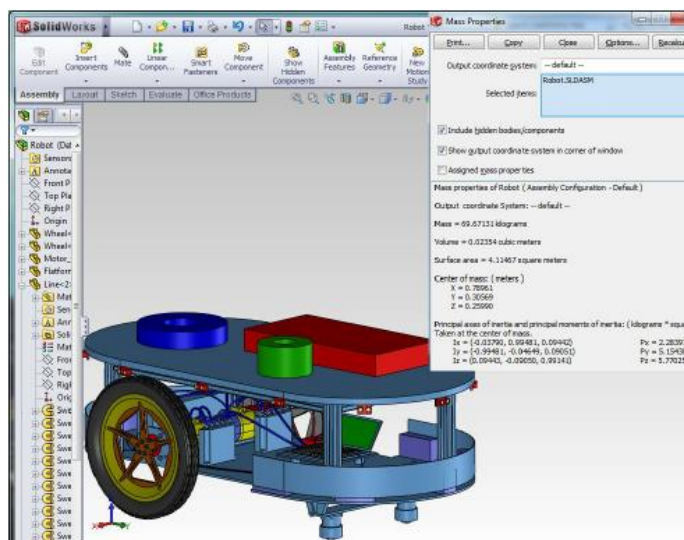 SolidWorks
Robot
Edit Component
Insert Components
Mate
Linear Compon...
Smart Fasteners
Move Component
Show Hidden Components
Assembly Features
Reference Geometry
New Motion Study
Assembly
Layout
Sketch
Evaluate
Office Products
Robot (Def
Sensors
Annota
Front P
Top Pla
Right P
Origin
Wheel<
Wheel<
Motor_
Platform
Line<2>
Mat
Sen
Ann
Soli
Mat
Fro
Top
Rig
Orig
Swe
Swe
Swe
Swe
Swe
Swe
Swe
Swe
Swe
Swe
Mass Properties
Print...
Copy
Close
Options...
Recalcu
Output coordinate system:
-- default --
Selected items:
Robot.SLDASM
Include hidden bodies/components
Show output coordinate system in corner of window
Assigned mass properties
Mass properties of Robot ( Assembly Configuration - Default )
Output coordinate System: -- default --
Mass = 69.67131 kilograms
Volume = 0.02354 cubic meters
Surface area = 4.11467 square meters
Center of mass: ( meters )
X = 0.78961
Y = 0.30569
Z = 0.25990
Principal axes of inertia and principal moments of inertia: ( kilograms * squa
Taken at the center of mass.
Ix = (-0.03790, 0.99481, 0.09442) Px = 2.2839
Iy = (-0.99481, -0.04649, 0.09051) Py = 5.1543
Iz = (0.09443, -0.09050, 0.99141) Pz = 5.7702